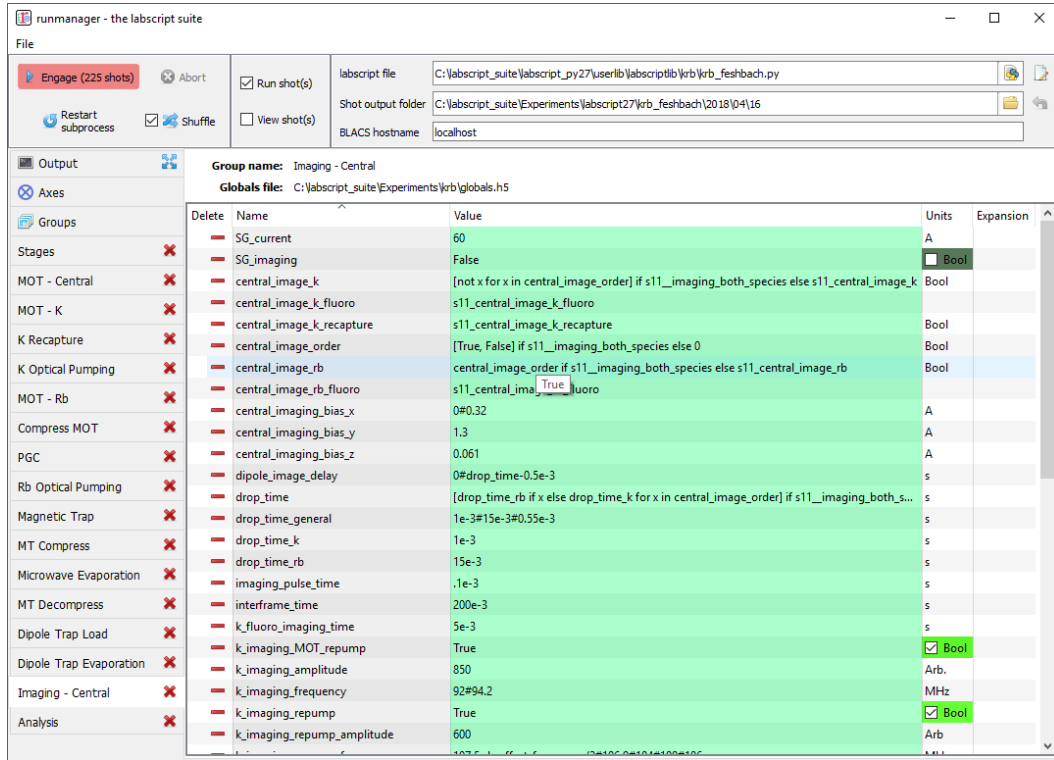 runmanager - the labscript suite
File
Engage (225 shots)
Abort
Restart subprocess
Shuffle
Run shot(s)
View shot(s)
labscript file C:\labscript_suite\labscript_py27\userlib\labscriptlib\krb\krb_feshbach.py
Shot output folder C:\labscript_suite\Experiments\labscript27\krb_feshbach\2018\04\16
BLACS hostname localhost
Output
Axes
Groups
Stages
MOT - Central
MOT - K
K Recapture
K Optical Pumping
MOT - Rb
Compress MOT
PGC
Rb Optical Pumping
Magnetic Trap
MT Compress
Microwave Evaporation
MT Decompress
Dipole Trap Load
Dipole Trap Evaporation
Imaging - Central
Analysis
Group name: Imaging - Central
Globals file: C:\labscript_suite\Experiments\krb\globals.h5
Delete Name Value Units Expansion
SG_current 60 A
SG_imaging False Bool
central_image_k [not x for x in central_image_order] if s11__imaging_both_species else s11_central_image_k Bool
central_image_k_fluoro s11_central_image_k_fluoro
central_image_k_recapture s11_central_image_k_recapture Bool
central_image_order [True, False] if s11__imaging_both_species else 0 Bool
central_image_rb central_image_order if s11__imaging_both_species else s11_central_image_rb Bool
True
central_image_rb_fluoro
central_imaging_bias_x 0#0.32 A
central_imaging_bias_y 1.3 A
central_imaging_bias_z 0.061 A
dipole_image_delay 0#drop_time-0.5e-3 s
drop_time [drop_time_rb if x else drop_time_k for x in central_image_order] if s11__imaging_both_s... s
drop_time_general 1e-3#15e-3#0.55e-3 s
drop_time_k 1e-3 s
drop_time_rb 15e-3 s
imaging_pulse_time .1e-3 s
interframe_time 200e-3 s
k_fluoro_imaging_time 5e-3 s
k_imaging_MOT_repump True Bool
k_imaging_amplitude 850 Arb.
k_imaging_frequency 92#94.2 MHz
k_imaging_repump True Bool
k_imaging_repump_amplitude 600 Arb